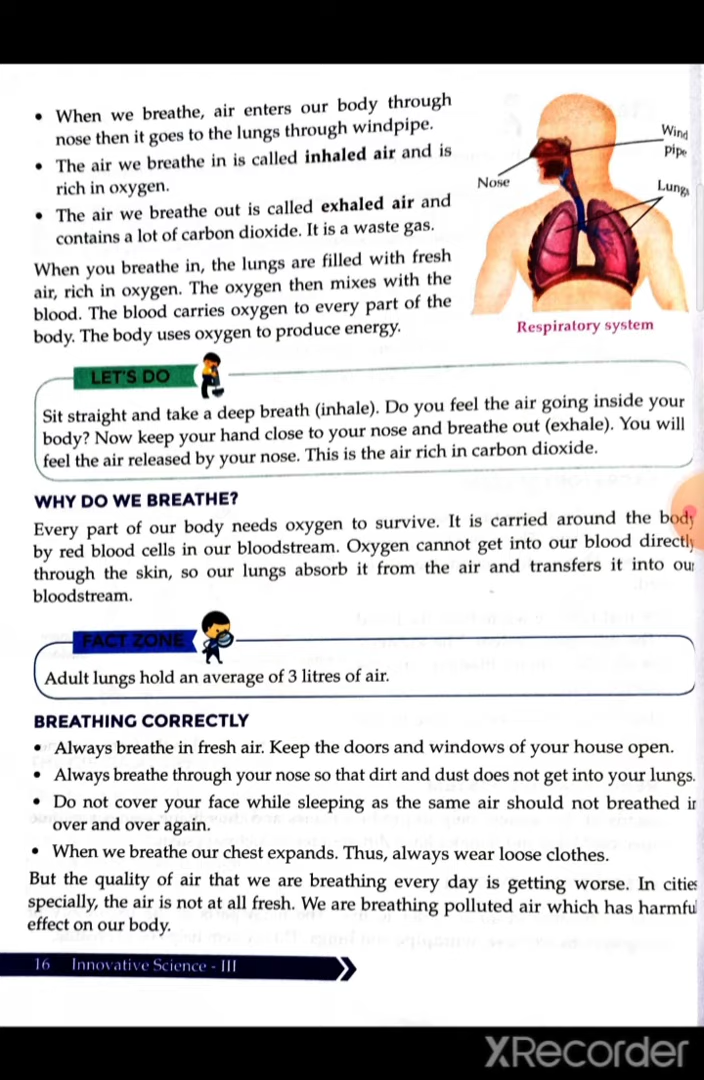 • When we breathe, air enters our body through
nose then it goes to the lungs through windpipe.
• The air we breathe in is called inhaled air and is
rich in oxygen.
• The air we breathe out is called exhaled air and
contains a lot of carbon dioxide. It is a waste gas.
When you breathe in, the lungs are filled with fresh
air, rich in oxygen. The oxygen then mixes with the
blood. The blood carries oxygen to every part of the
body. The body uses oxygen to produce energy.
Wind
pipe
Nose
Lungs
Respiratory system
LET'S DO
Sit straight and take a deep breath (inhale). Do you feel the air going inside your
body? Now keep your hand close to your nose and breathe out (exhale). You will
feel the air released by your nose. This is the air rich in carbon dioxide.
WHY DO WE BREATHE?
Every part of our body needs oxygen to survive. It is carried around the body
by red blood cells in our bloodstream. Oxygen cannot get into our blood directly
through the skin, so our lungs absorb it from the air and transfers it into our
bloodstream.
FACT ZONE
Adult lungs hold an average of 3 litres of air.
BREATHING CORRECTLY
• Always breathe in fresh air. Keep the doors and windows of your house open.
• Always breathe through your nose so that dirt and dust does not get into your lungs.
• Do not cover your face while sleeping as the same air should not breathed in
over and over again.
• When we breathe our chest expands. Thus, always wear loose clothes.
But the quality of air that we are breathing every day is getting worse. In cities
specially, the air is not at all fresh. We are breathing polluted air which has harmful
effect on our body.
16 Innovative Science - III
XRecorder